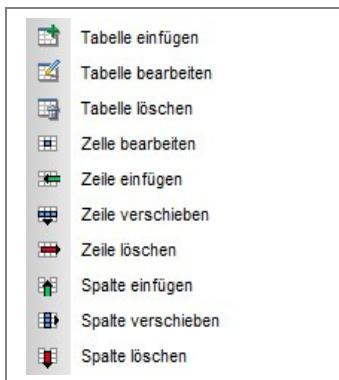 Tabelle einfügen
Tabelle bearbeiten
Tabelle löschen
Zelle bearbeiten
Zeile einfügen
Zeile verschieben
Zeile löschen
Spalte einfügen
Spalte verschieben
Spalte löschen